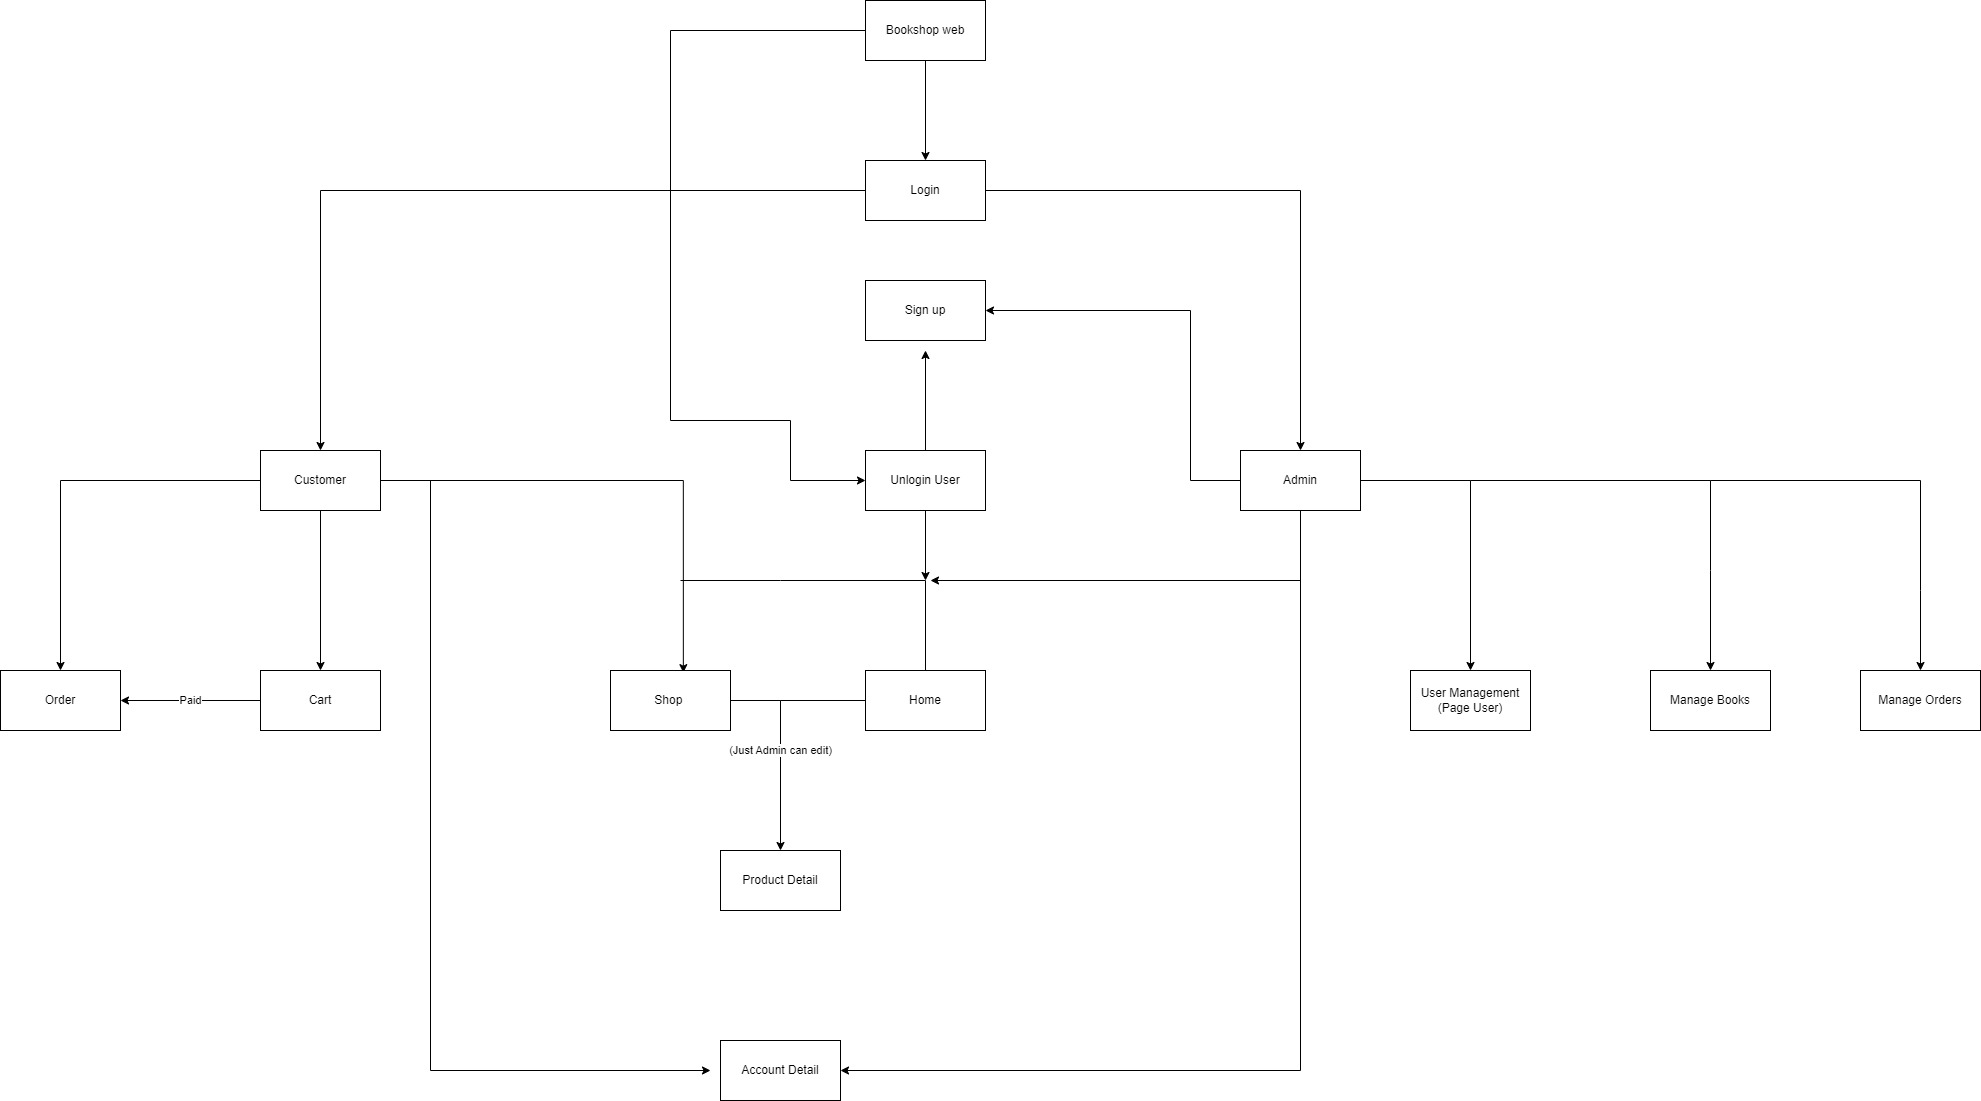 Bookshop web
Login
Sign up
Customer
Unlogin User
Admin
Order
Paid
Cart
Shop
Home
User Management
(Page User)
Manage Books
Manage Orders
(Just Admin can edit)
Product Detail
Account Detail